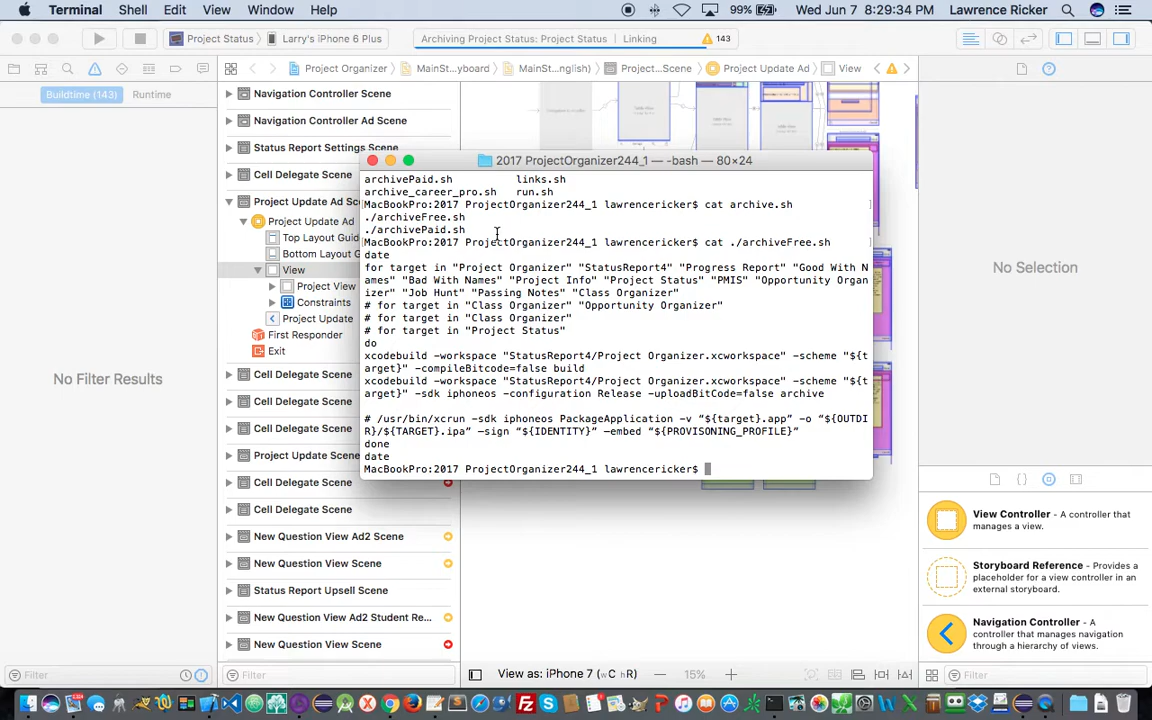 Terminal Shell Edit View Window Help 99% Wed Jun 7 8:29:34 PM Lawrence Ricker
Project Status Larry's iPhone 6 Plus Archiving Project Status: Project Status Linking 143
Project Organizer MainSt...yboard MainSt...nglish) Project...Scene Project Update Ad View
Buildtime (143) Runtime
Navigation Controller Scene
Navigation Controller Ad Scene
Status Report Settings Scene
Cell Delegate Scene
Project Update Ad Scene
Project Update Ad
Top Layout Guid
Bottom Layout G
View
Project View
Constraints
Project Update
First Responder
Exit
Cell Delegate Scene
Cell Delegate Scene
Cell Delegate Scene
Project Update Scene
Cell Delegate Scene
Cell Delegate Scene
New Question View Ad2 Scene
New Question View Scene
Status Report Upsell Scene
New Question View Ad2 Student Re...
New Question View Scene
No Filter Results
2017 ProjectOrganizer244_1 — -bash — 80×24
archivePaid.sh links.sh
archive_career_pro.sh run.sh
MacBookPro:2017 ProjectOrganizer244_1 lawrencericker$ cat archive.sh
./archiveFree.sh
./archivePaid.sh
MacBookPro:2017 ProjectOrganizer244_1 lawrencericker$ cat ./archiveFree.sh
date
for target in "Project Organizer" "StatusReport4" "Progress Report" "Good With N
ames" "Bad With Names" "Project Info" "Project Status" "PMIS" "Opportunity Organ
izer" "Job Hunt" "Passing Notes" "Class Organizer"
# for target in "Class Organizer" "Opportunity Organizer"
# for target in "Class Organizer"
# for target in "Project Status"
do
xcodebuild -workspace "StatusReport4/Project Organizer.xcworkspace" -scheme "${t
arget}" -compileBitcode=false build
xcodebuild -workspace "StatusReport4/Project Organizer.xcworkspace" -scheme "${t
arget}" -sdk iphoneos -configuration Release -uploadBitCode=false archive
# /usr/bin/xcrun -sdk iphoneos PackageApplication -v “${target}.app” -o “${OUTDI
R}/${TARGET}.ipa” -sign “${IDENTITY}” -embed “${PROVISONING_PROFILE}”
done
date
MacBookPro:2017 ProjectOrganizer244_1 lawrencericker$
No Selection
View Controller - A controller that
manages a view.
Storyboard Reference - Provides a
placeholder for a view controller in an
external storyboard.
Navigation Controller - A
controller that manages navigation
through a hierarchy of views.
Filter Filter View as: iPhone 7 (wC hR) 15% Filter